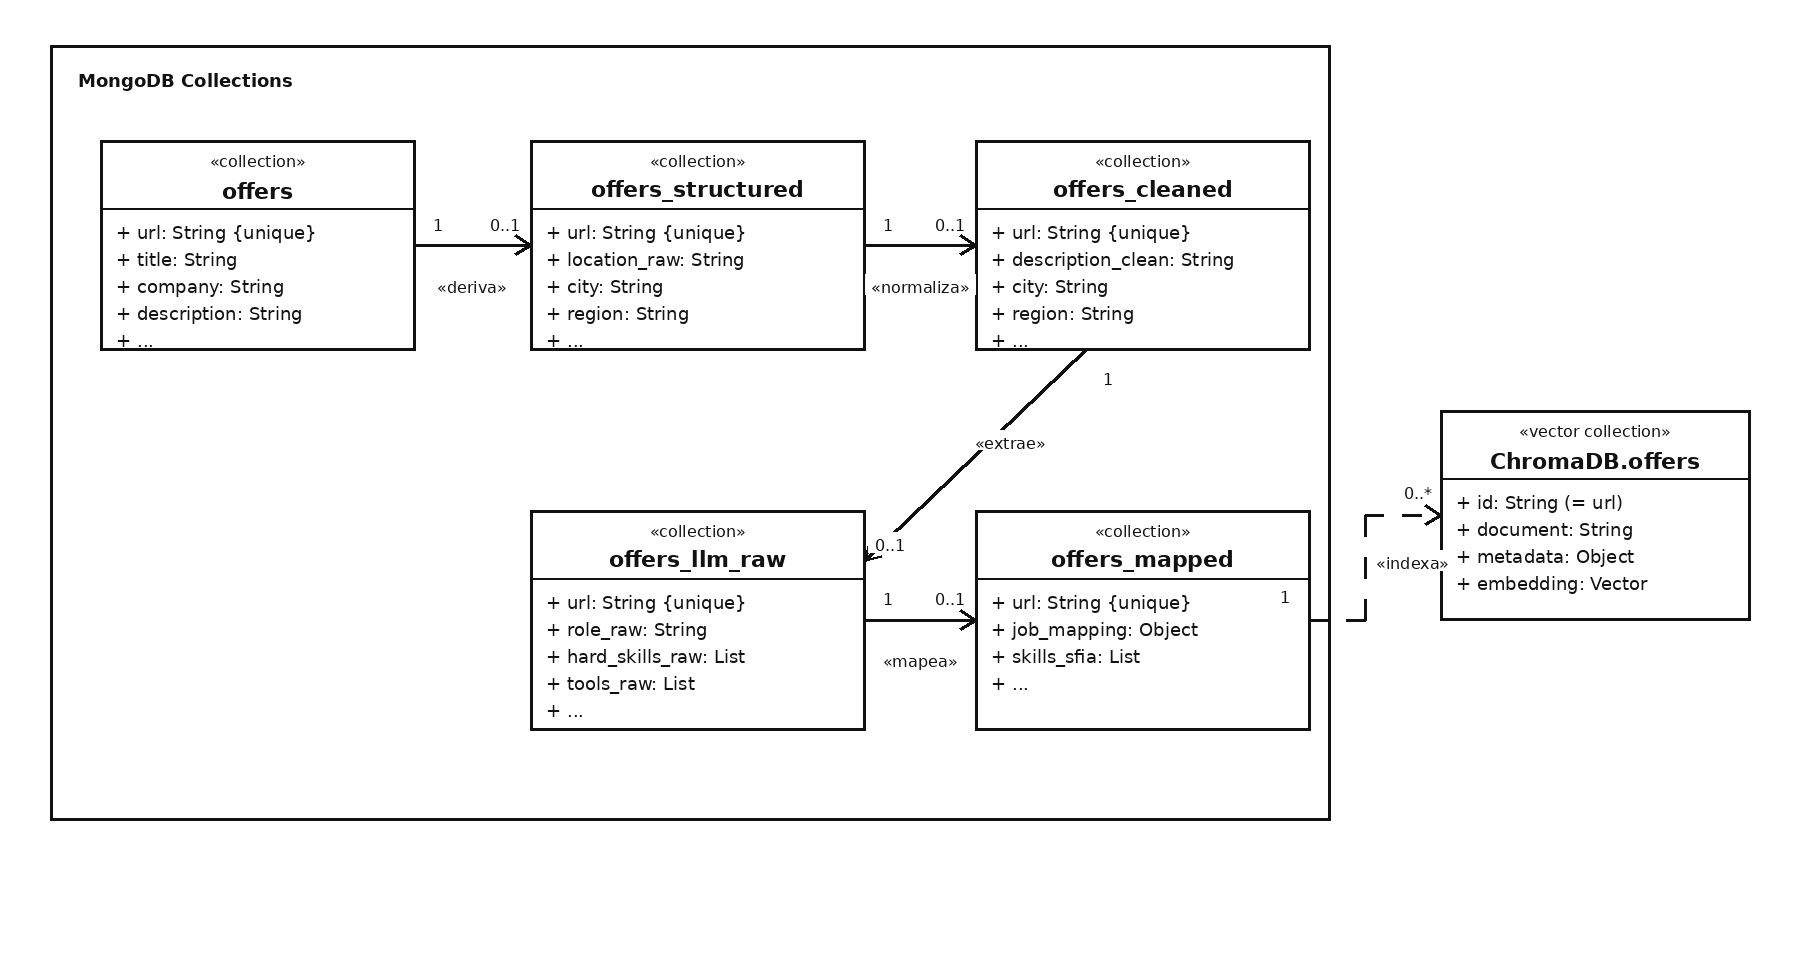 MongoDB Collections
«collection»
offers
+ url: String {unique}
+ title: String
+ company: String
+ description: String
+ ...
1
0..1
«deriva»
«collection»
offers_structured
+ url: String {unique}
+ location_raw: String
+ city: String
+ region: String
+ ...
1
0..1
«normaliza»
«collection»
offers_cleaned
+ url: String {unique}
+ description_clean: String
+ city: String
+ region: String
+ ...
1
«extrae»
0..1
«collection»
offers_llm_raw
+ url: String {unique}
+ role_raw: String
+ hard_skills_raw: List
+ tools_raw: List
+ ...
1
0..1
«mapea»
«collection»
offers_mapped
+ url: String {unique}
+ job_mapping: Object
+ skills_sfia: List
+ ...
1
0..*
«indexa»
«vector collection»
ChromaDB.offers
+ id: String (= url)
+ document: String
+ metadata: Object
+ embedding: Vector